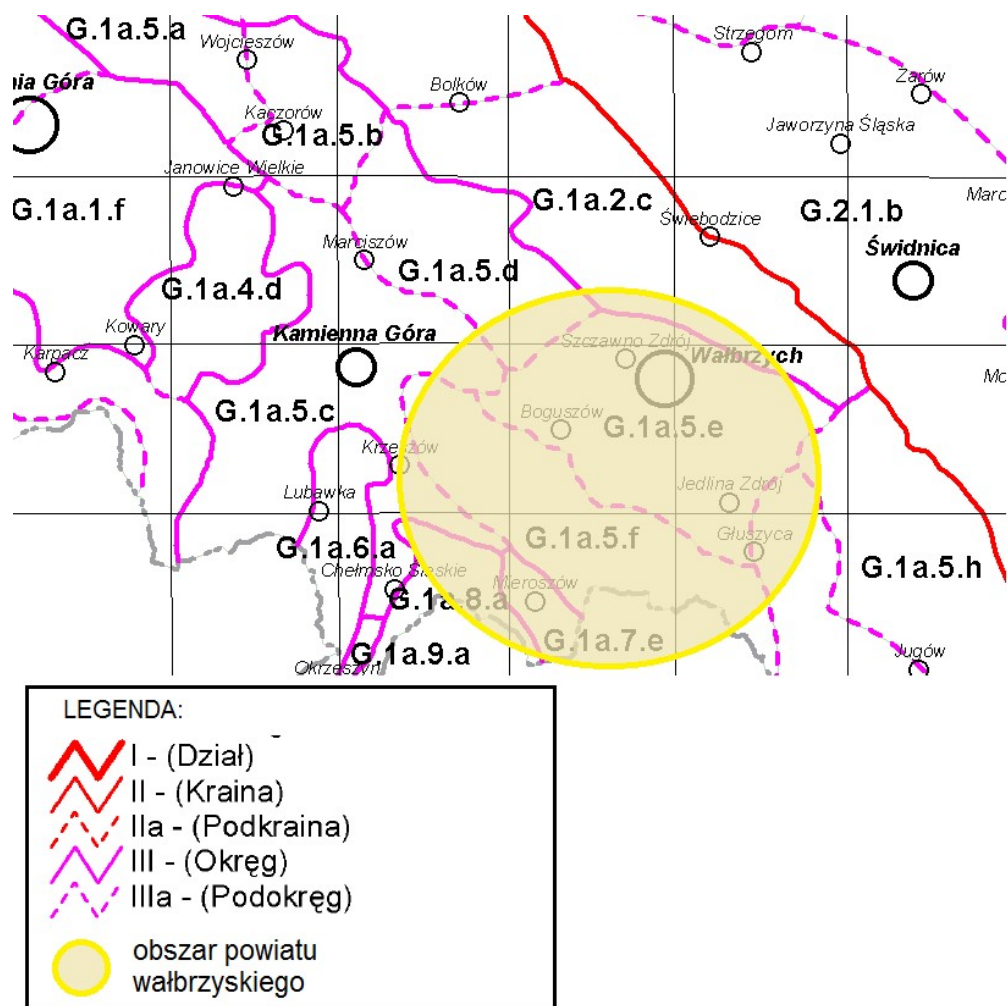 G.1a.5.a
Wojcieszów
Strzegom
nia Góra
Bolków
Żarów
Kaczorów
G.1a.5.b
Jaworzyna Śląska
Janowice Wielkie
G.1a.1.f
G.1a.2.c
Marc
Świebodzice
G.2.1.b
Marciszów
G.1a.5.d
Świdnica
G.1a.4.d
Kowary
Kamienna Góra
Szczawno Zdrój
Wałbrzych
Karpacz
Mo
G.1a.5.c
Boguszów
G.1a.5.e
Krzeszów
Lubawka
Jedlina Zdrój
G.1a.6.a
G.1a.5.f
Głuszyca
G.1a.5.h
Chełmsko Śląskie
G.1a.8.a
Mieroszów
G.1a.9.a
G.1a.7.e
Jugów
Okrzeszyn
LEGENDA:
I - (Dział)
II - (Kraina)
IIa - (Podkraina)
III - (Okręg)
IIIa - (Podokręg)
obszar powiatu
wałbrzyskiego